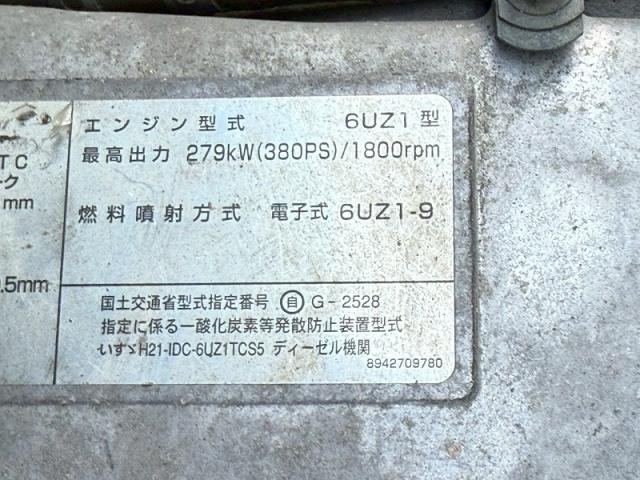 エンジン型式 6UZ1型
最高出力 279kW(380PS)/1800rpm
燃料噴射方式 電子式 6UZ1-9
TC
ーク
mm
.5mm
国土交通省型式指定番号 ㊀自 G-2528
指定に係る一酸化炭素等発散防止装置型式
いすゞH21-IDC-6UZ1TCS5 ディーゼル機関
8942709780